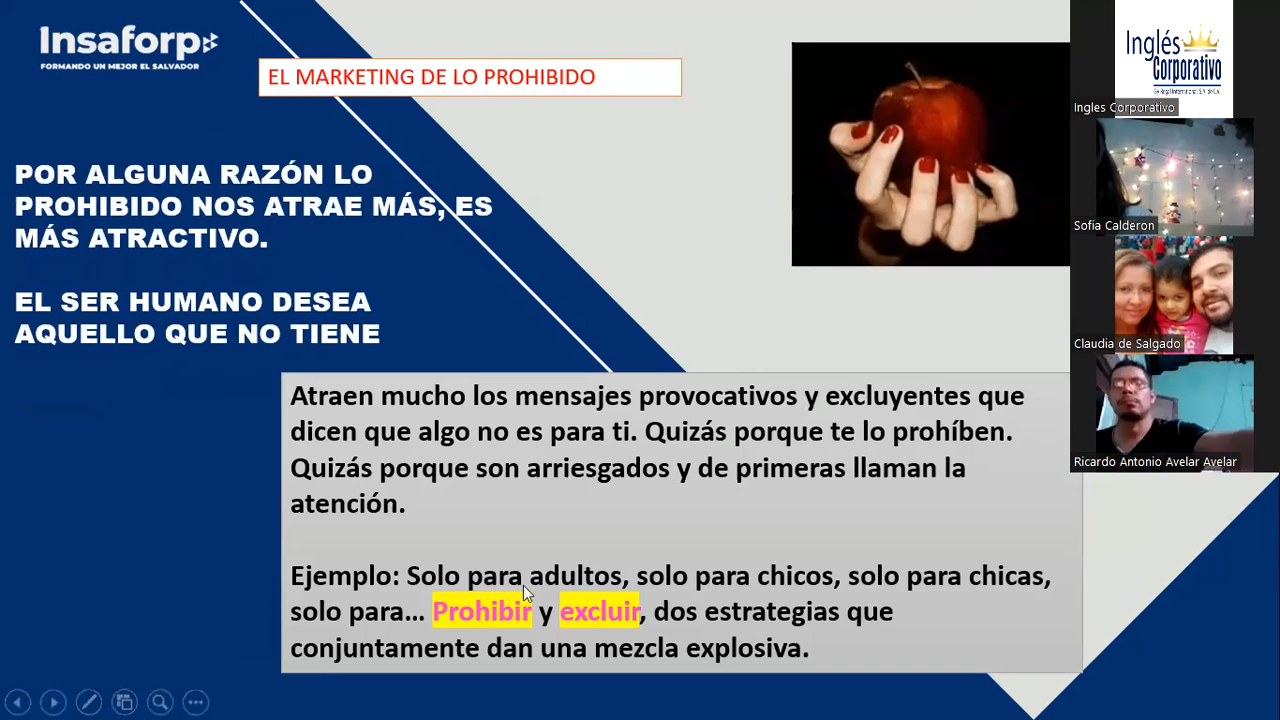 Insaforp
FORMANDO UN MEJOR EL SALVADOR
EL MARKETING DE LO PROHIBIDO
POR ALGUNA RAZÓN LO
PROHIBIDO NOS ATRAE MÁS, ES
MÁS ATRACTIVO.
EL SER HUMANO DESEA
AQUELLO QUE NO TIENE
Atraen mucho los mensajes provocativos y excluyentes que
dicen que algo no es para ti. Quizás porque te lo prohíben.
Quizás porque son arriesgados y de primeras llaman la
atención.
Ejemplo: Solo para adultos, solo para chicos, solo para chicas,
solo para... Prohibir y excluir, dos estrategias que
conjuntamente dan una mezcla explosiva.
Inglés
Corporativo
Ingles Corporativo
Sofia Calderon
Claudia de Salgado
Ricardo Antonio Avelar Avelar